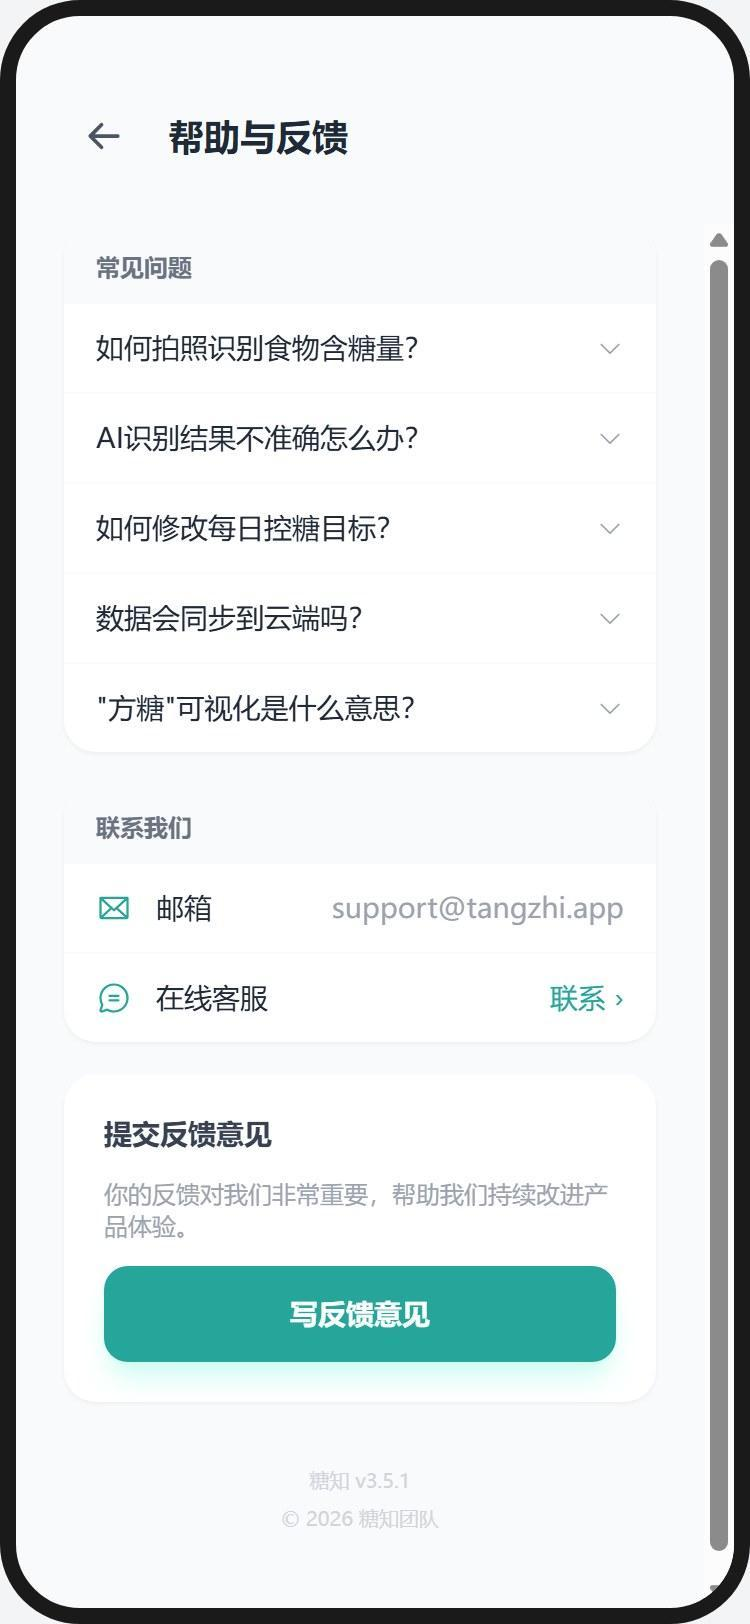 帮助与反馈
常见问题
如何拍照识别食物含糖量？
AI识别结果不准确怎么办？
如何修改每日控糖目标？
数据会同步到云端吗？
"方糖"可视化是什么意思？
联系我们
邮箱 support@tangzhi.app
在线客服 联系 ›
提交反馈意见
你的反馈对我们非常重要，帮助我们持续改进产
品体验。
写反馈意见
糖知 v3.5.1
© 2026 糖知团队